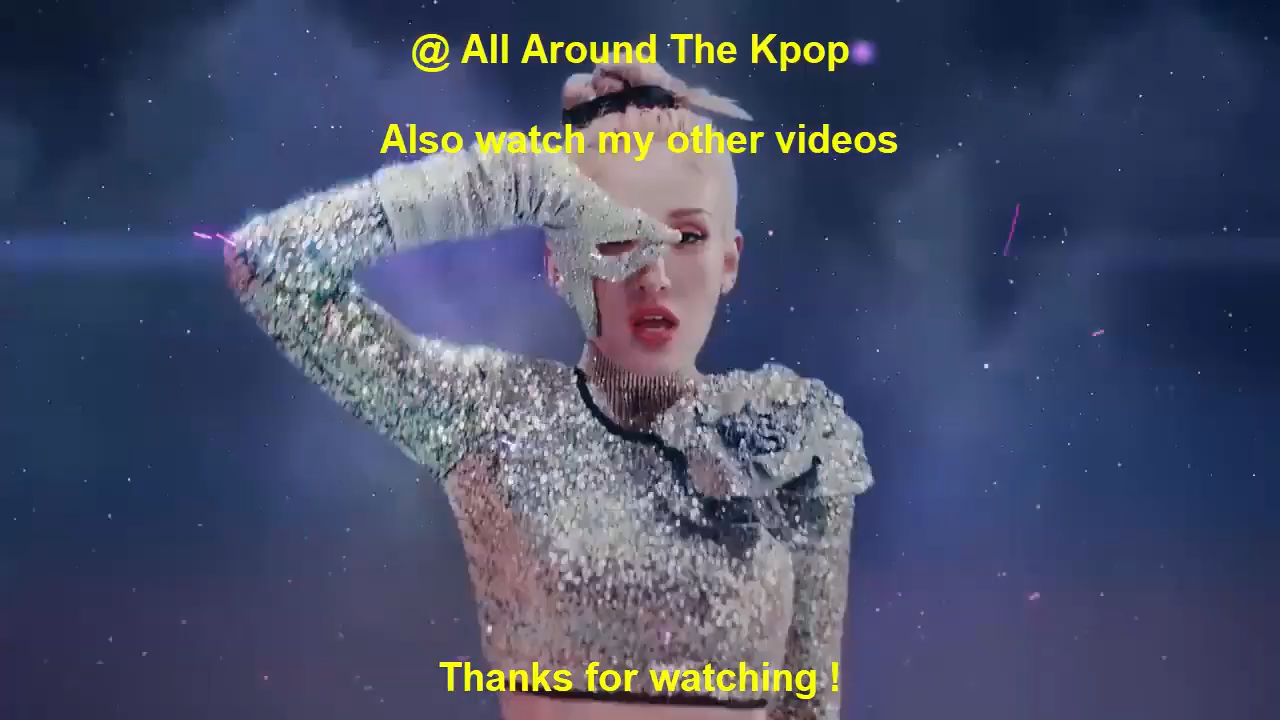 @ All Around The Kpop
Also watch my other videos
Thanks for watching !